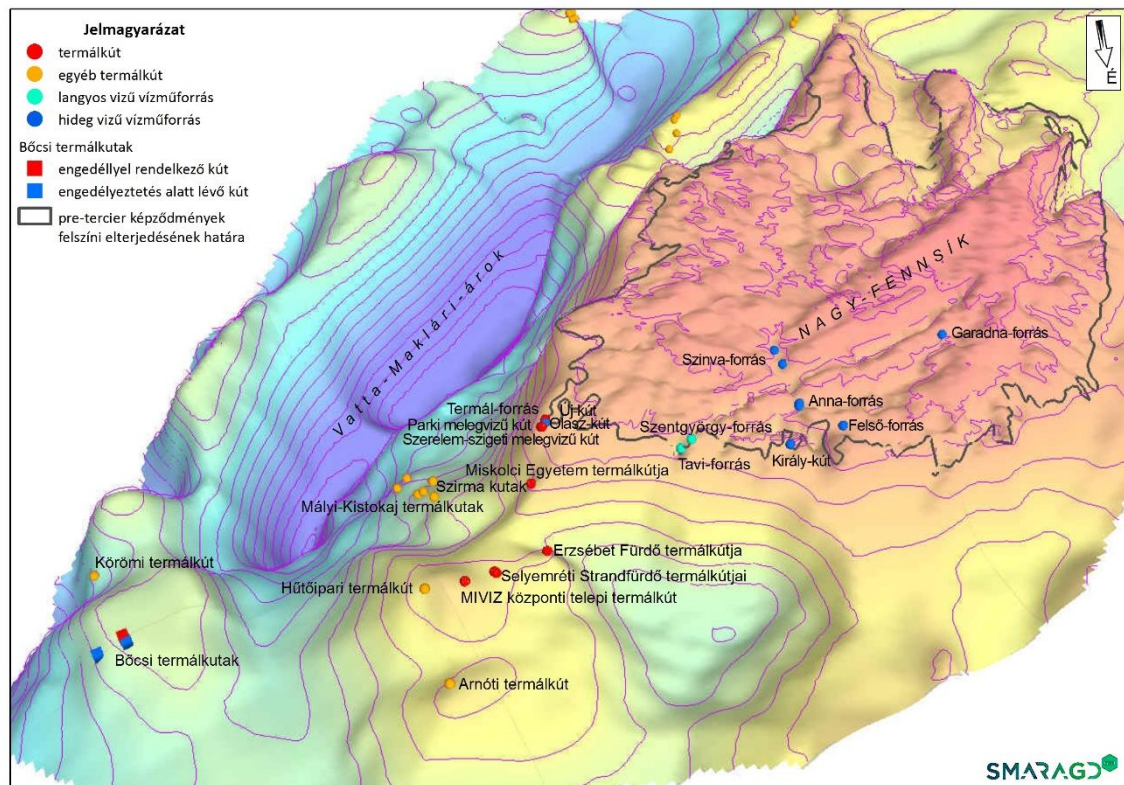 Jelmagyarázat
termálkút
egyéb termálkút
langyos vizű vízműforrás
hideg vizű vízműforrás
Bőcsi termálkutak
engedéllyel rendelkező kút
engedélyeztetés alatt lévő kút
pre-tercier képződmények
felszíni elterjedésének határa
É
Vatta-Maklári-árok
NAGY-FENNSÍK
Garadna-forrás
Szinva-forrás
Anna-forrás
Felső-forrás
Király-kút
Termál-forrás
Új-kút
Parki melegvizű kút
Olasz-kút
Szerelem-szigeti melegvizű kút
Szentgyörgy-forrás
Tavi-forrás
Miskolci Egyetem termálkútja
Szirma kutak
Mályi-Kistokaj termálkutak
Körömi termálkút
Erzsébet Fürdő termálkútja
Hűtőipari termálkút
Selyemréti Strandfürdő termálkútjai
MIVIZ központi telepi termálkút
Bőcsi termálkutak
Arnóti termálkút
SMARAGD